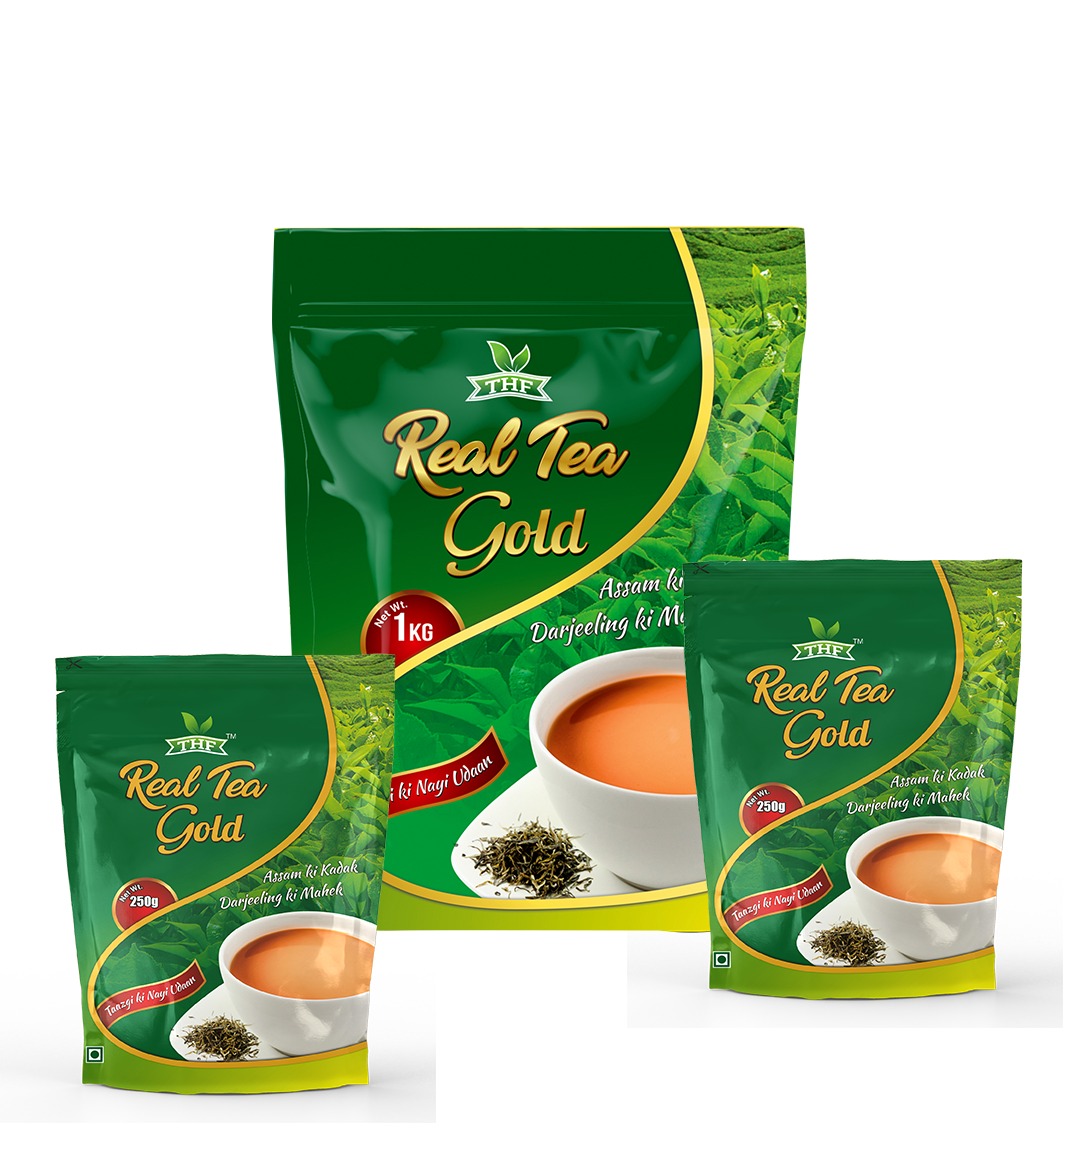 THF
Real Tea
Gold
Net Wt.
1KG
Assam ki
Darjeeling ki
i ki Nayi Udaan
THF™
Real Tea
Gold
Net Wt.
250g
Assam ki Kadak
Darjeeling ki Mahek
Taazgi ki Nayi Udaan
THF™
Real Tea
Gold
Net Wt.
250g
Assam ki Kadak
Darjeeling ki Mahek
Taazgi ki Nayi Udaan